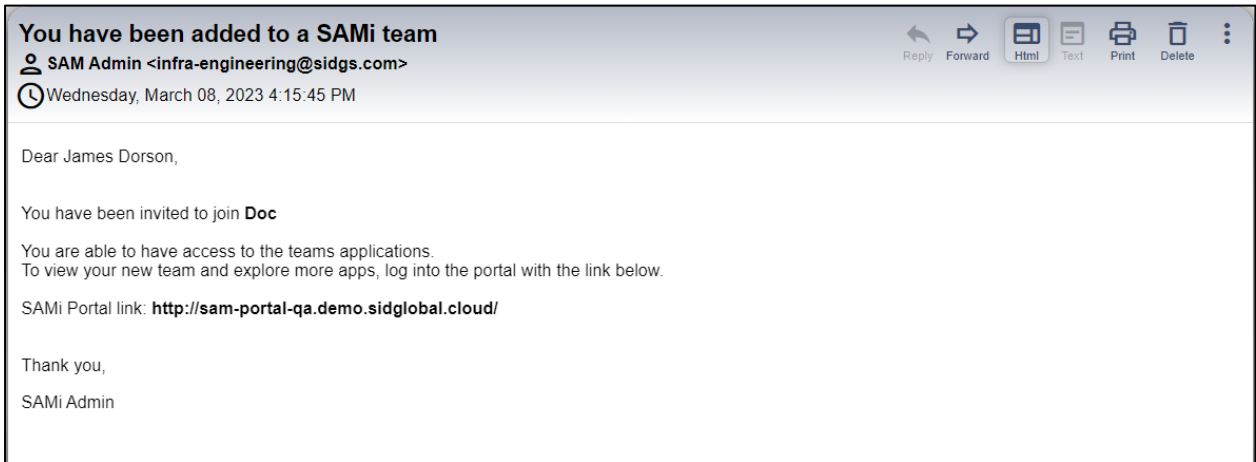 You have been added to a SAMi team
SAM Admin <infra-engineering@sidgs.com>
Wednesday, March 08, 2023 4:15:45 PM
Reply Forward Html Text Print Delete
Dear James Dorson,
You have been invited to join Doc
You are able to have access to the teams applications.
To view your new team and explore more apps, log into the portal with the link below.
SAMi Portal link: http://sam-portal-qa.demo.sidglobal.cloud/
Thank you,
SAMi Admin